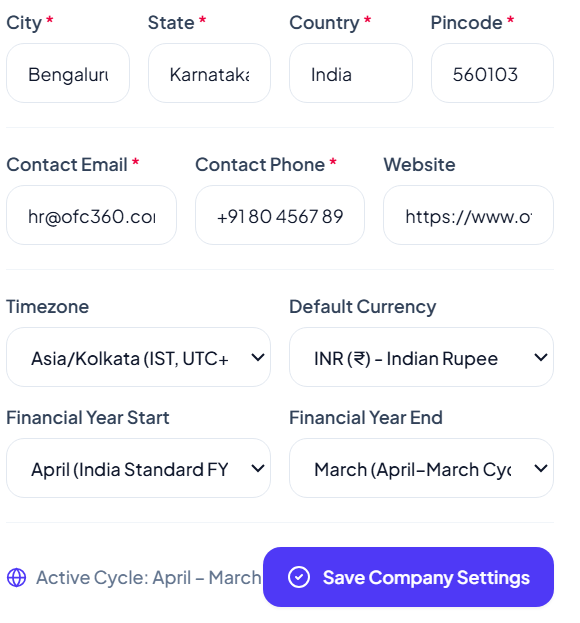 City * State * Country * Pincode *
Bengaluru Karnataka India 560103
Contact Email * Contact Phone * Website
hr@ofc360.com +91 80 4567 89 https://www.of
Timezone Default Currency
Asia/Kolkata (IST, UTC+ INR (₹) - Indian Rupee
Financial Year Start Financial Year End
April (India Standard FY March (April–March Cyc
Active Cycle: April – March Save Company Settings